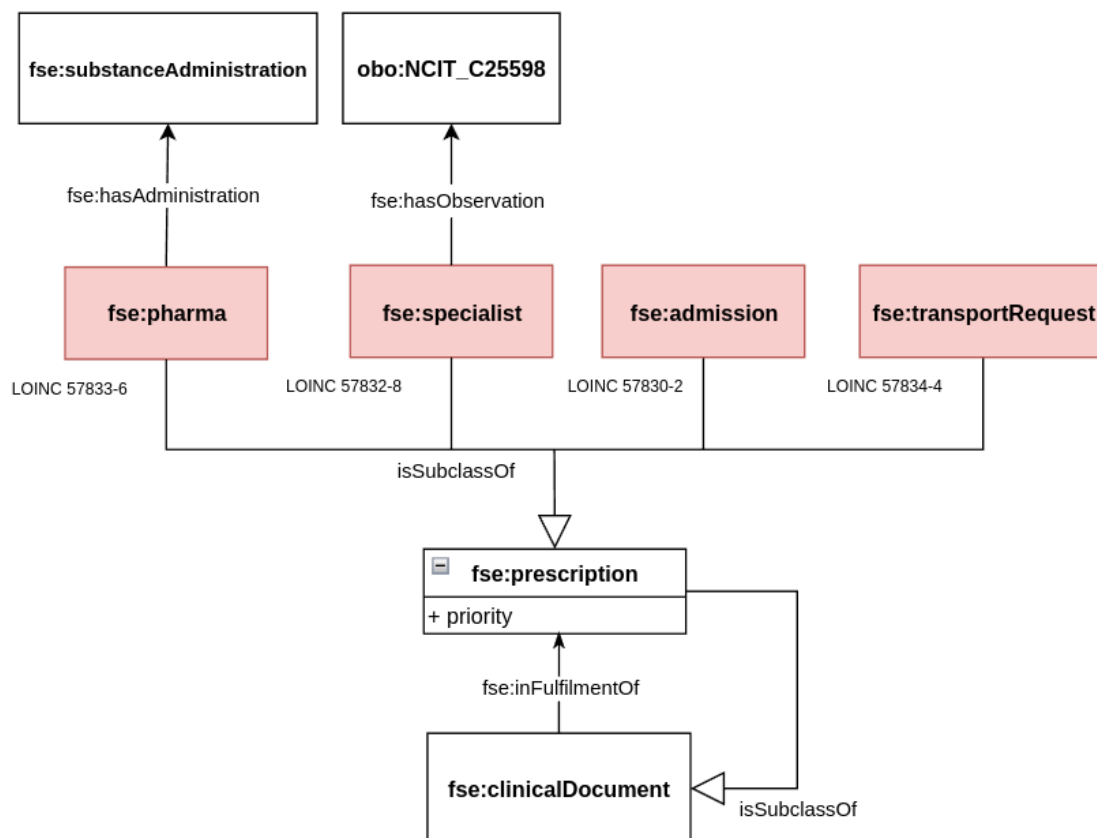 fse:substanceAdministration
obo:NCIT_C25598
fse:hasAdministration
fse:hasObservation
fse:pharma
fse:specialist
fse:admission
fse:transportRequest
LOINC 57833-6
LOINC 57832-8
LOINC 57830-2
LOINC 57834-4
isSubclassOf
fse:prescription
+ priority
fse:inFulfilmentOf
fse:clinicalDocument
isSubclassOf